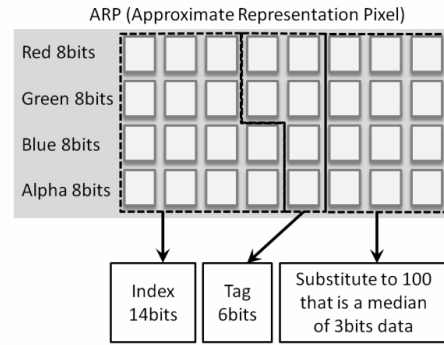 ARP (Approximate Representation Pixel)
Red 8bits
Green 8bits
Blue 8bits
Alpha 8bits
Index
14bits
Tag
6bits
Substitute to 100
that is a median
of 3bits data